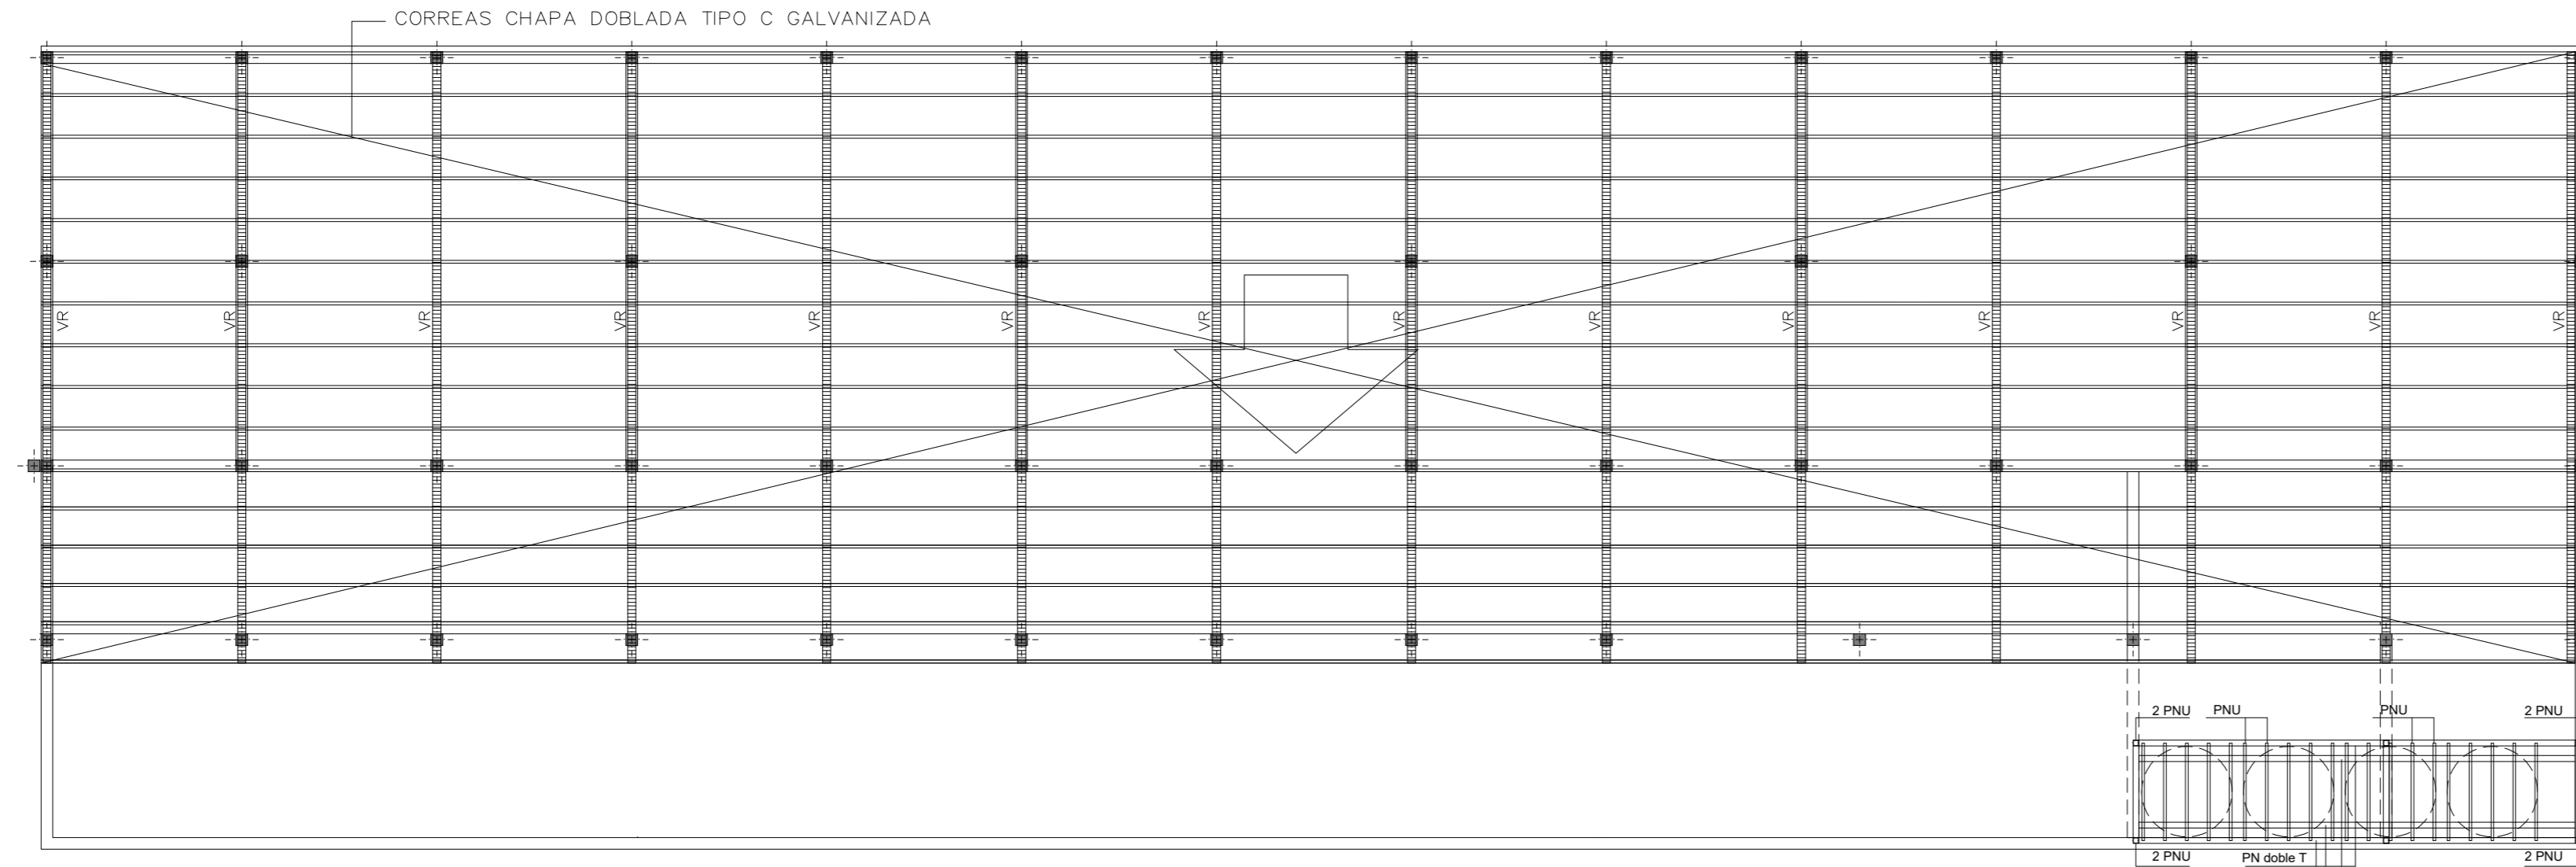 CORREAS CHAPA DOBLADA TIPO C GALVANIZADA
VR VR VR VR VR VR VR VR VR VR VR VR VR VR
2 PNU PNU PNU 2 PNU
2 PNU PN doble T 2 PNU